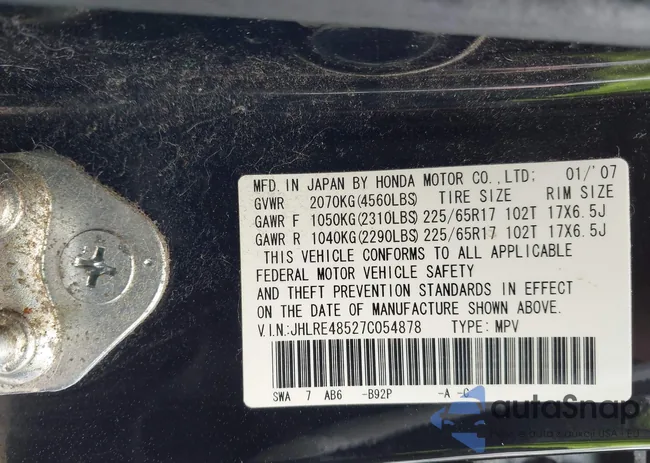 MFD. IN JAPAN BY HONDA MOTOR CO.,LTD: 01/'07
GVWR 2070KG(4560LBS) TIRE SIZE RIM SIZE
GAWR F 1050KG(2310LBS) 225/65R17 102T 17X6.5J
GAWR R 1040KG(2290LBS) 225/65R17 102T 17X6.5J
THIS VEHICLE CONFORMS TO ALL APPLICABLE
FEDERAL MOTOR VEHICLE SAFETY
AND THEFT PREVENTION STANDARDS IN EFFECT
ON THE DATE OF MANUFACTURE SHOWN ABOVE.
V.I.N:JHLRE48527C054878 TYPE: MPV
SWA 7 AB6 -B92P -A -C
autoSnap